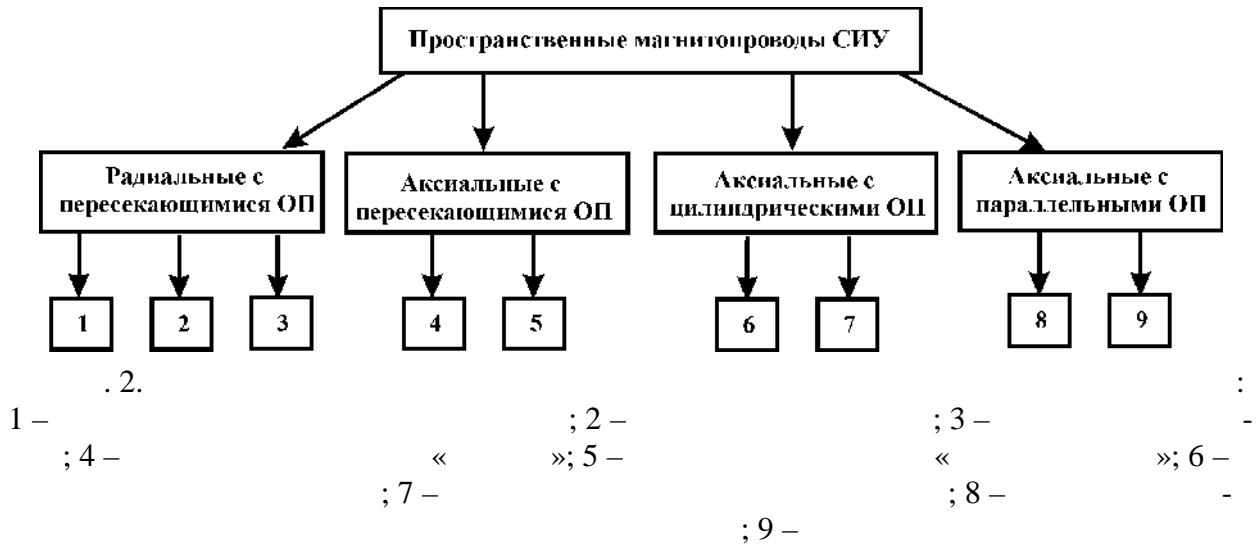 Пространственные магнитопроводы СИУ
Радиальные с
пересекающимися ОП
Аксиальные с
пересекающимися ОП
Аксиальные с
цилиндрическими ОП
Аксиальные с
параллельными ОП
1 2 3 4 5 6 7 8 9
. 2. :
1 – ; 2 – ; 3 – -
; 4 – « »; 5 – « »; 6 –
; 7 – ; 8 – -
; 9 –